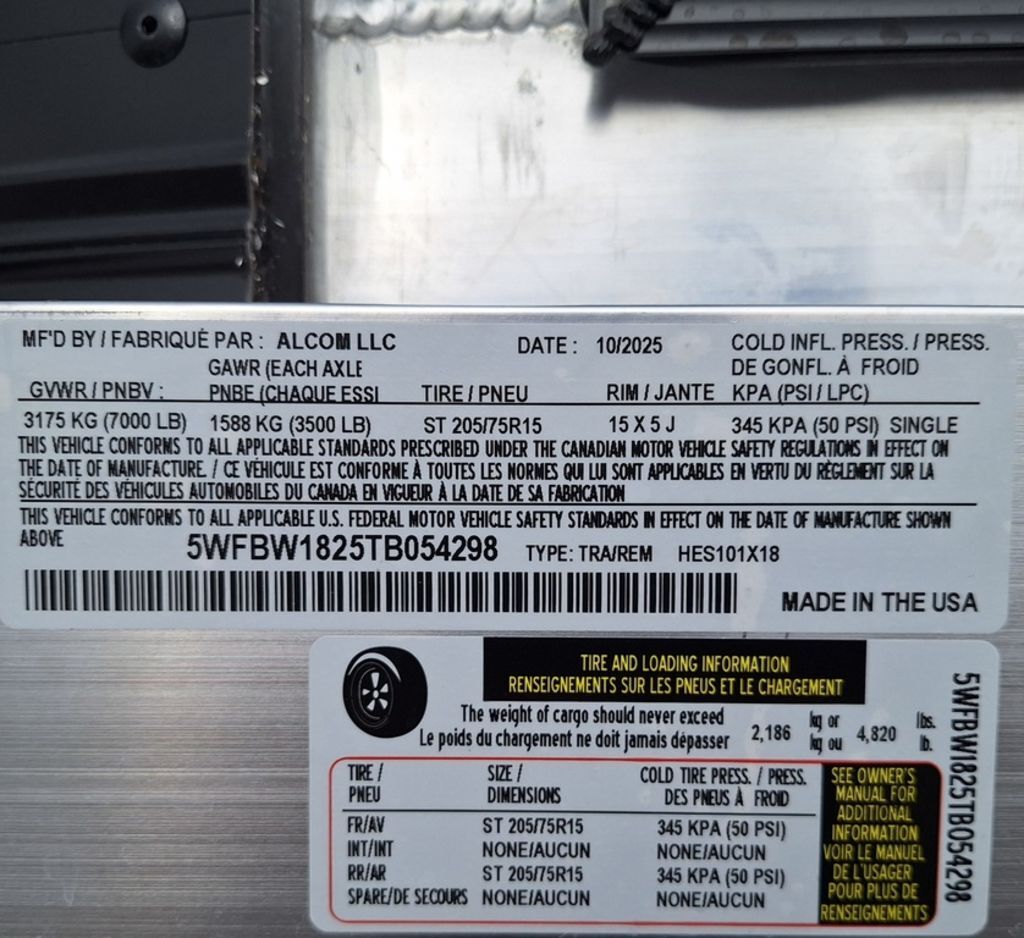 MF'D BY / FABRIQUÉ PAR : ALCOM LLC DATE : 10/2025 COLD INFL. PRESS. / PRESS.
GAWR (EACH AXLE DE GONFL. À FROID
GVWR / PNBV : PNBE (CHAQUE ESSI TIRE / PNEU RIM / JANTE KPA (PSI / LPC)
3175 KG (7000 LB) 1588 KG (3500 LB) ST 205/75R15 15 X 5 J 345 KPA (50 PSI) SINGLE
THIS VEHICLE CONFORMS TO ALL APPLICABLE STANDARDS PRESCRIBED UNDER THE CANADIAN MOTOR VEHICLE SAFETY REGULATIONS IN EFFECT ON
THE DATE OF MANUFACTURE. / CE VÉHICULE EST CONFORME À TOUTES LES NORMES QUI LUI SONT APPLICABLES EN VERTU DU RÉGLEMENT SUR LA
SÉCURITÉ DES VÉHICULES AUTOMOBILES DU CANADA EN VIGUEUR À LA DATE DE SA FABRICATION
THIS VEHICLE CONFORMS TO ALL APPLICABLE U.S. FEDERAL MOTOR VEHICLE SAFETY STANDARDS IN EFFECT ON THE DATE OF MANUFACTURE SHOWN
ABOVE 5WFBW1825TB054298 TYPE: TRA/REM HES101X18
MADE IN THE USA
TIRE AND LOADING INFORMATION
RENSEIGNEMENTS SUR LES PNEUS ET LE CHARGEMENT
The weight of cargo should never exceed 2,186 kg or 4,820 lbs.
Le poids du chargement ne doit jamais dépasser kg ou lb.
TIRE / SIZE / COLD TIRE PRESS. / PRESS.
PNEU DIMENSIONS DES PNEUS À FROID
FR/AV ST 205/75R15 345 KPA (50 PSI)
INT/INT NONE/AUCUN NONE/AUCUN
RR/AR ST 205/75R15 345 KPA (50 PSI)
SPARE/DE SECOURS NONE/AUCUN NONE/AUCUN
SEE OWNER'S
MANUAL FOR
ADDITIONAL
INFORMATION
VOIR LE MANUEL
DE L'USAGER
POUR PLUS DE
RENSEIGNEMENTS
5WFBW1825TB054298